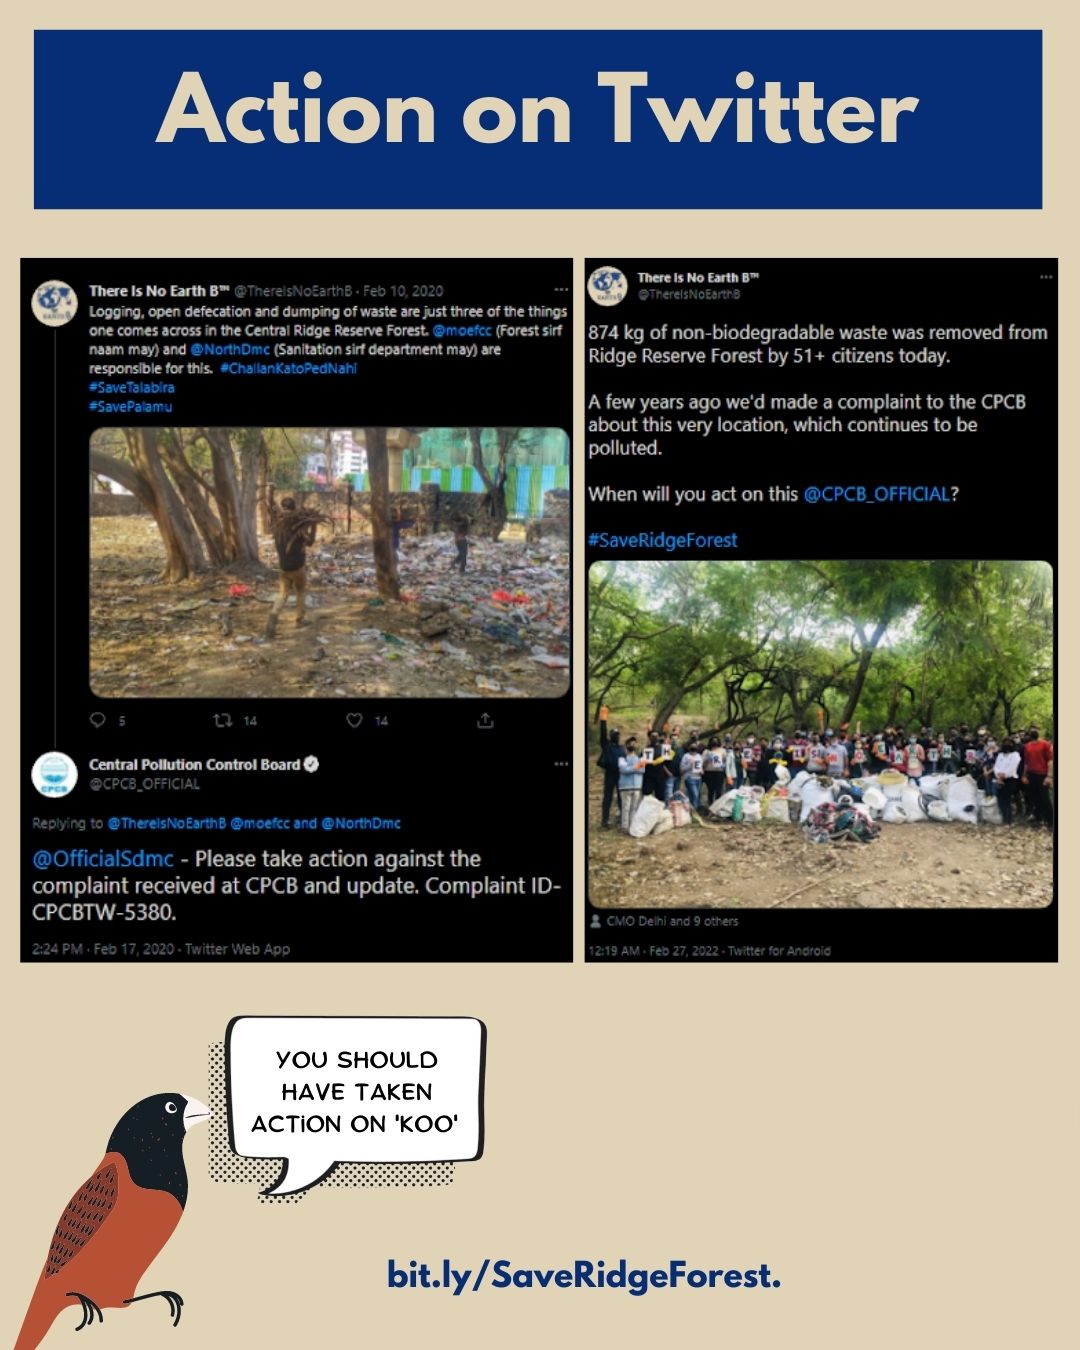 Action on Twitter
There Is No Earth B™ @ThereIsNoEarthB · Feb 10, 2020
Logging, open defecation and dumping of waste are just three of the things
one comes across in the Central Ridge Reserve Forest. @moefcc (Forest sirf
naam may) and @NorthDmc (Sanitation sirf department may) are
responsible for this. #ChallanKatoPedNahi
#SaveTalabira
#SavePalamu
5 14 14
Central Pollution Control Board
@CPCB_OFFICIAL
Replying to @ThereIsNoEarthB @moefcc and @NorthDmc
@OfficialSdmc - Please take action against the
complaint received at CPCB and update. Complaint ID-
CPCBTW-5380.
2:24 PM · Feb 17, 2020 · Twitter Web App
There Is No Earth B™
@ThereIsNoEarthB
874 kg of non-biodegradable waste was removed from
Ridge Reserve Forest by 51+ citizens today.
A few years ago we'd made a complaint to the CPCB
about this very location, which continues to be
polluted.
When will you act on this @CPCB_OFFICIAL?
#SaveRidgeForest
CMO Delhi and 9 others
12:19 AM · Feb 27, 2022 · Twitter for Android
YOU SHOULD
HAVE TAKEN
ACTION ON 'KOO'
bit.ly/SaveRidgeForest.